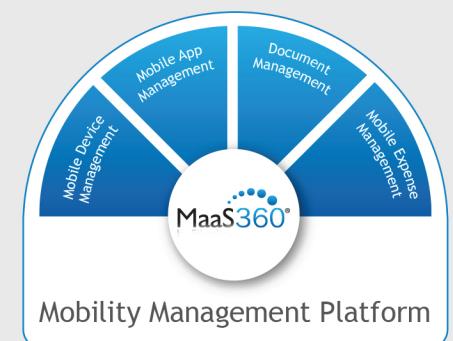 Mobile Device
Management
Mobile App
Management
Document
Management
Mobile Expense
Management
MaaS360®
Mobility Management Platform